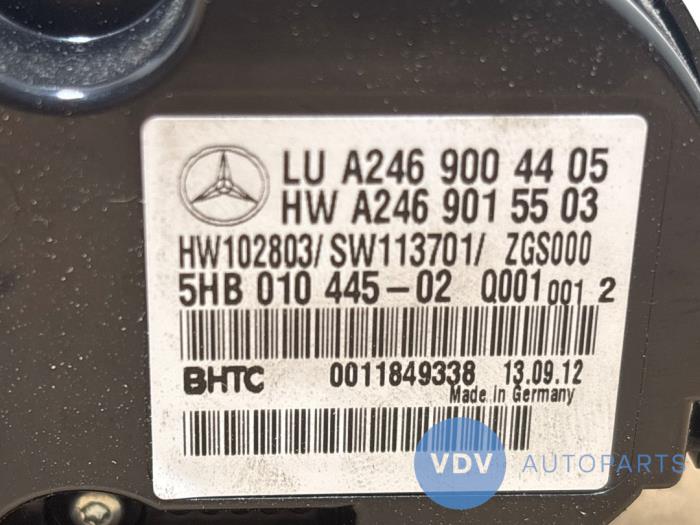 LU A246 900 44 05
HW A246 901 55 03
HW102803/ SW113701/ ZGS000
5HB 010 445-02 Q001 001 2
BHTC 0011849338 13.09.12
Made in Germany
VDV AUTOPARTS